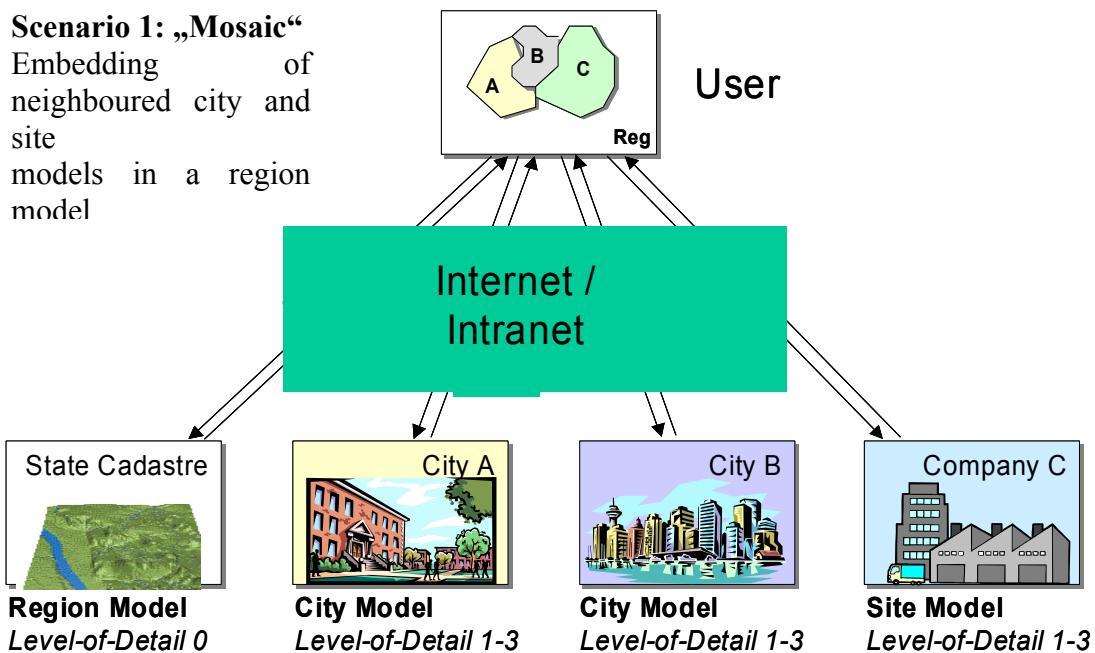 Scenario 1: „Mosaic“
Embedding of
neighboured city and
site
models in a region
model
A
B
C
Reg
User
Internet /
Intranet
State Cadastre
City A
City B
Company C
Region Model
Level-of-Detail 0
City Model
Level-of-Detail 1-3
City Model
Level-of-Detail 1-3
Site Model
Level-of-Detail 1-3